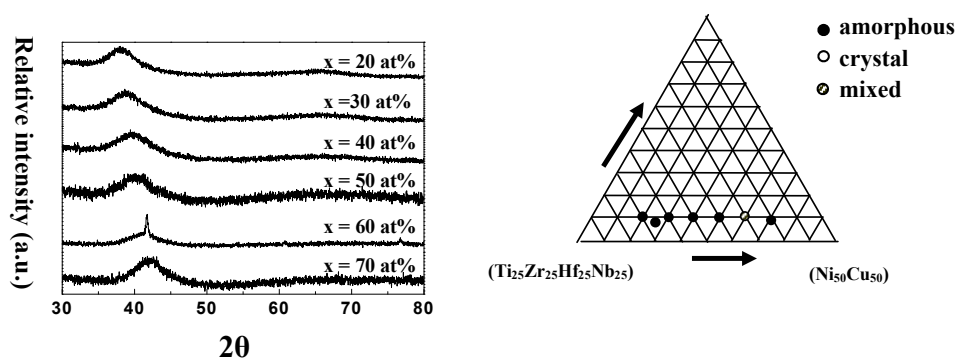 Relative intensity (a.u.)
x = 20 at%
x =30 at%
x = 40 at%
x = 50 at%
x = 60 at%
x = 70 at%
30 40 50 60 70 80
2θ
amorphous
crystal
mixed
(Ti₂₅Zr₂₅Hf₂₅Nb₂₅)
(Ni₅₀Cu₅₀)